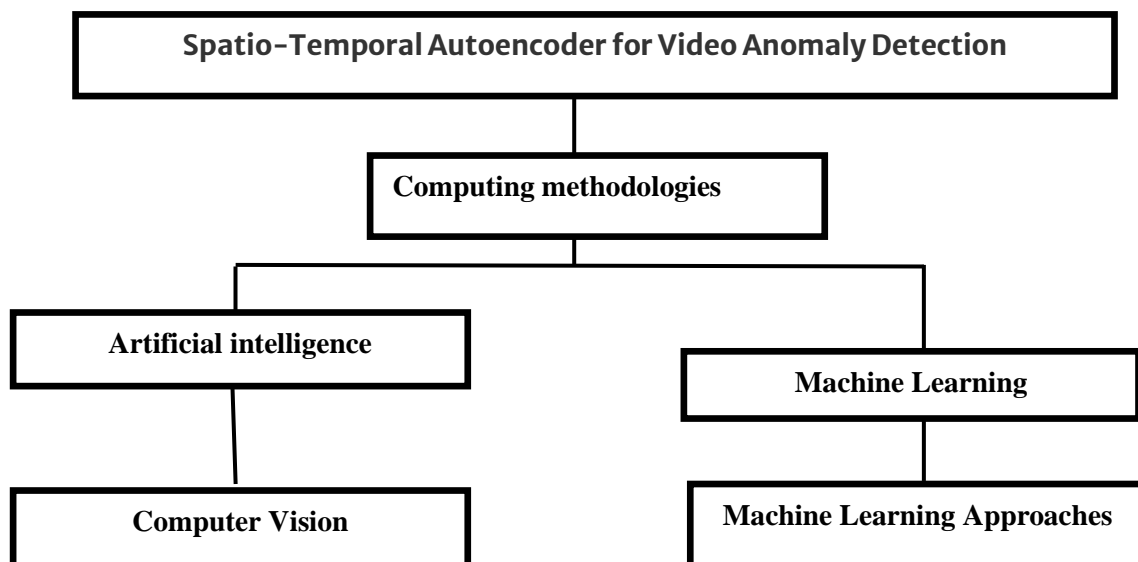 Spatio-Temporal Autoencoder for Video Anomaly Detection
Computing methodologies
Artificial intelligence
Machine Learning
Computer Vision
Machine Learning Approaches